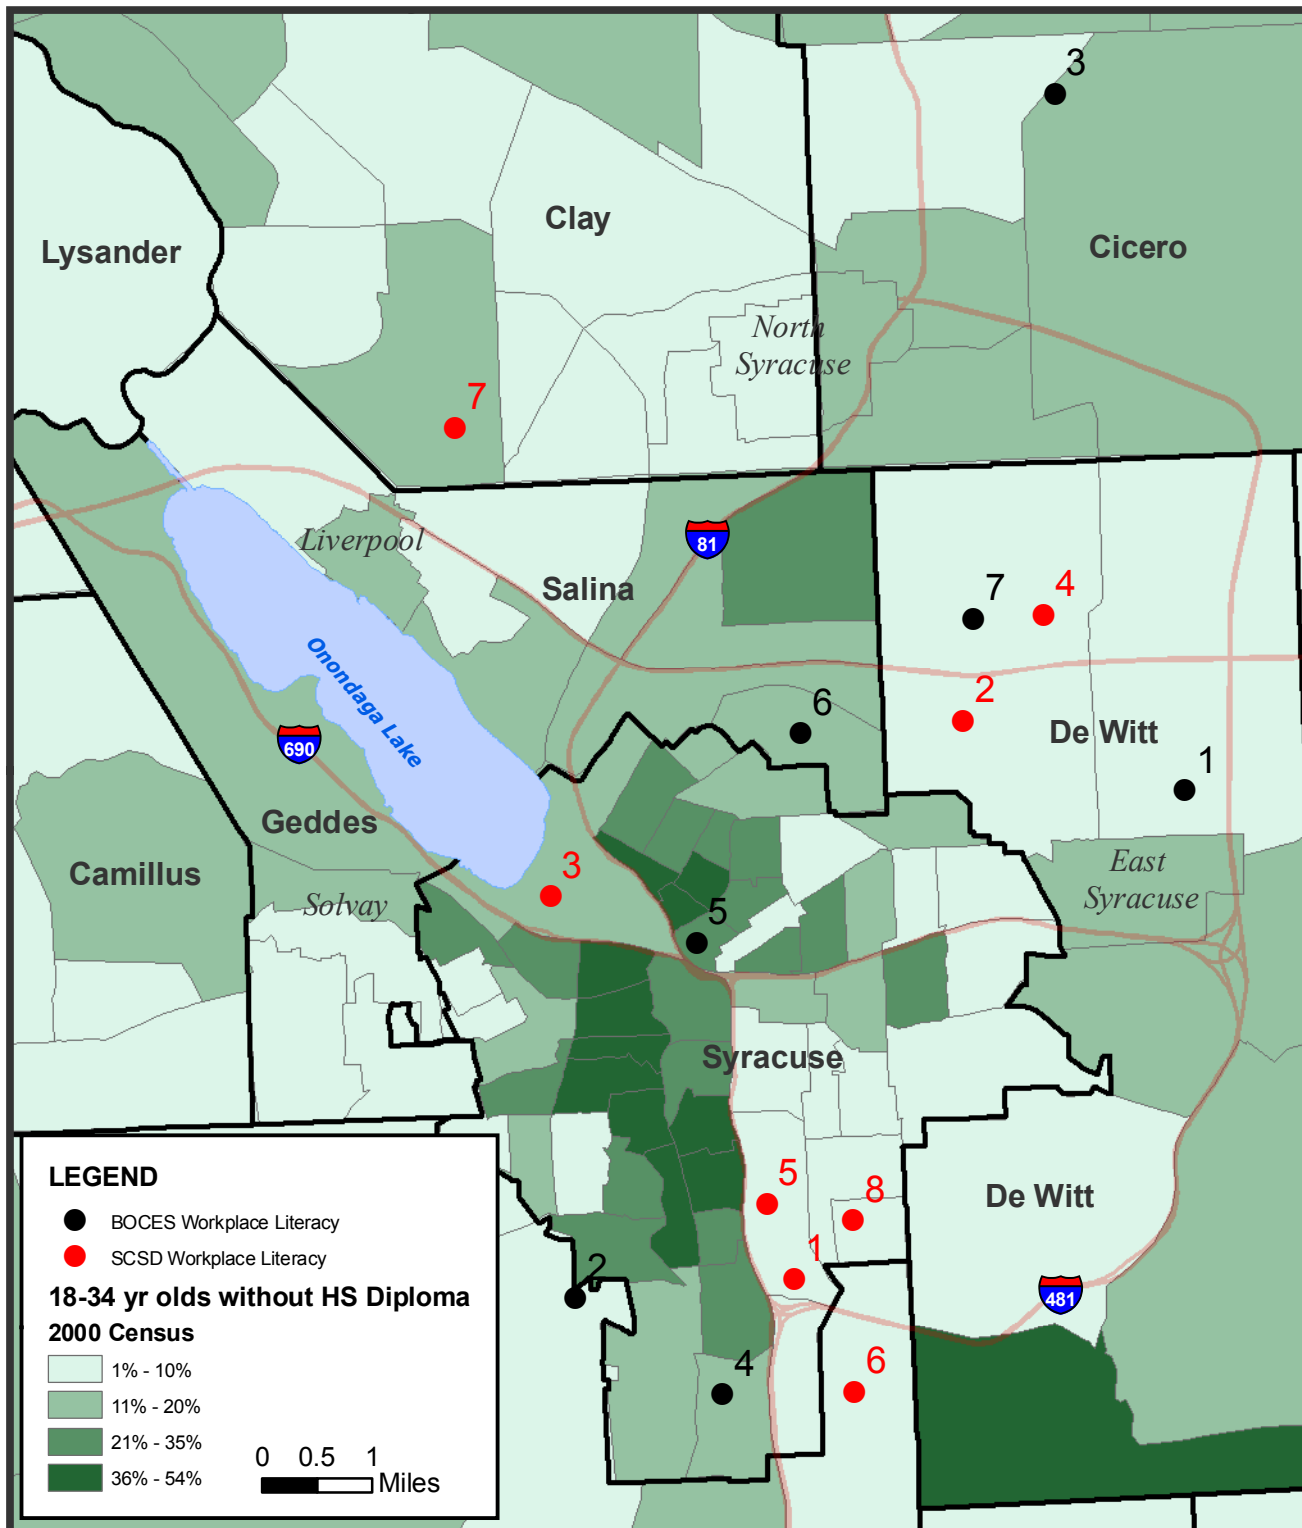 3
Clay
Lysander
Cicero
North
Syracuse
7
Liverpool
81
Salina
7
4
Onondaga Lake
2
6
De Witt
690
1
Geddes
Camillus
3
East
Syracuse
Solvay
5
Syracuse
5
8
De Witt
1
2
481
4
6
LEGEND
BOCES Workplace Literacy
SCSD Workplace Literacy
18-34 yr olds without HS Diploma
2000 Census
1% - 10%
11% - 20%
21% - 35%
36% - 54%
0 0.5 1
Miles